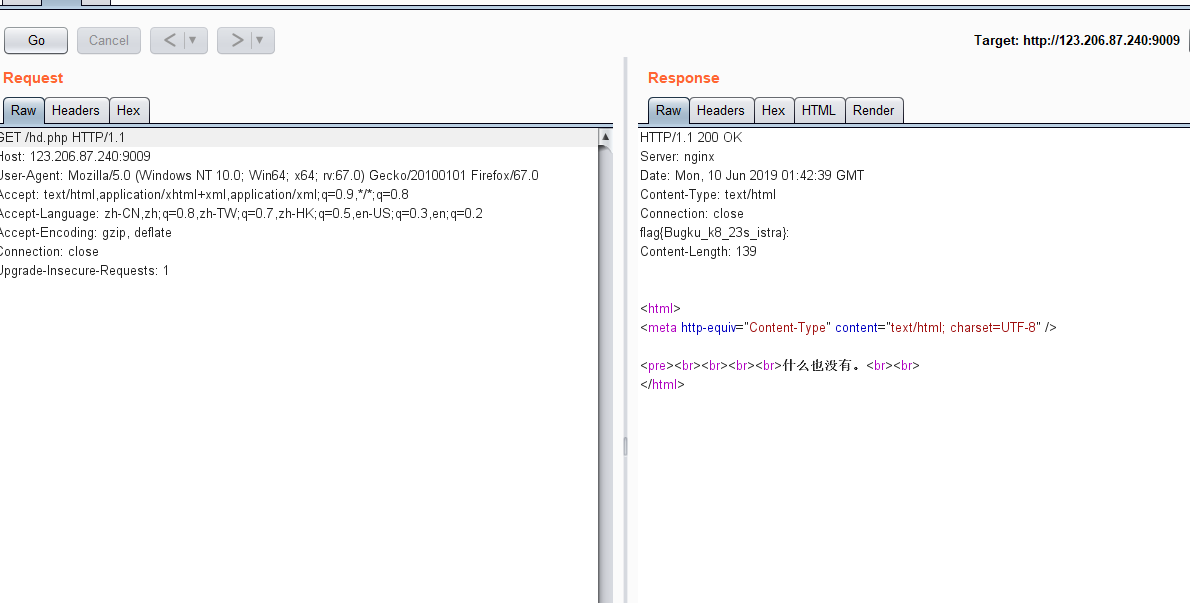 Go
Cancel
<
>
Target: http://123.206.87.240:9009
Request
Raw
Headers
Hex
GET /hd.php HTTP/1.1
Host: 123.206.87.240:9009
User-Agent: Mozilla/5.0 (Windows NT 10.0; Win64; x64; rv:67.0) Gecko/20100101 Firefox/67.0
Accept: text/html,application/xhtml+xml,application/xml;q=0.9,*/*;q=0.8
Accept-Language: zh-CN,zh;q=0.8,zh-TW;q=0.7,zh-HK;q=0.5,en-US;q=0.3,en;q=0.2
Accept-Encoding: gzip, deflate
Connection: close
Upgrade-Insecure-Requests: 1
Response
Raw
Headers
Hex
HTML
Render
HTTP/1.1 200 OK
Server: nginx
Date: Mon, 10 Jun 2019 01:42:39 GMT
Content-Type: text/html
Connection: close
flag{Bugku_k8_23s_istra}:
Content-Length: 139
<html>
<meta http-equiv="Content-Type" content="text/html; charset=UTF-8" />
<pre><br><br><br><br>什么也没有。<br><br>
</html>